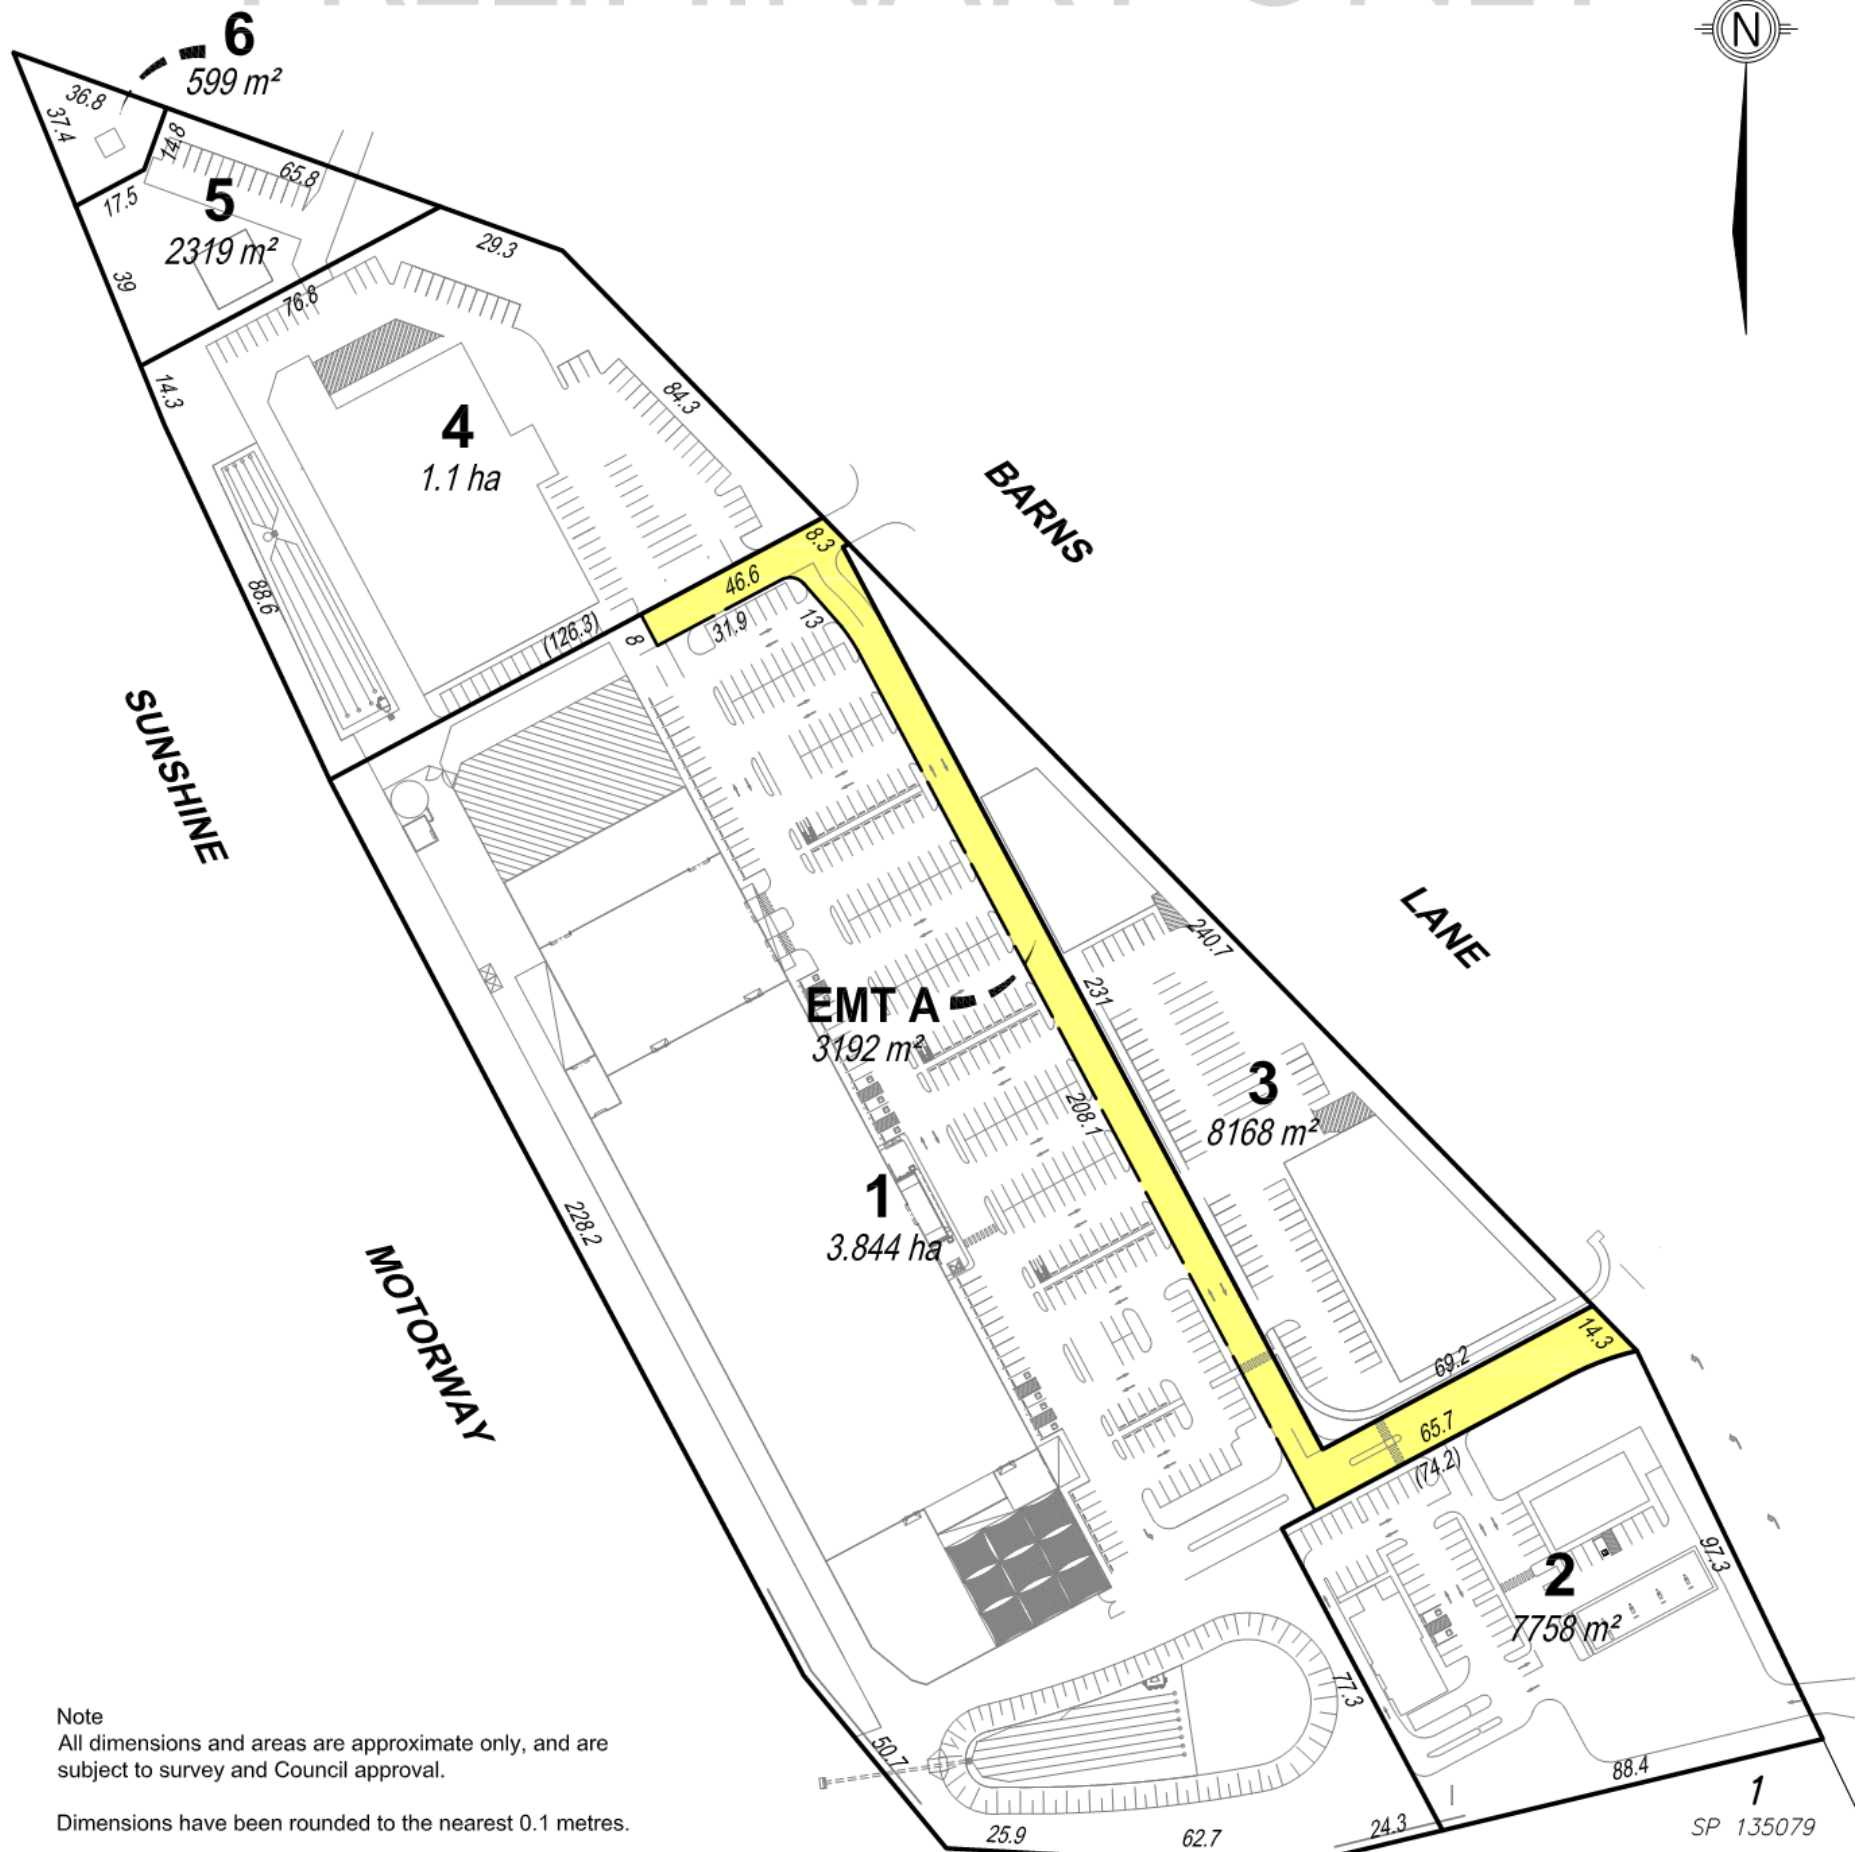 PRELIMINARY ONLY
N
6
599 m²
36.8
37.4
14.8
17.5
65.8
5
2319 m²
39
76.8
29.3
14.3
84.3
4
1.1 ha
88.6
(126.3)
8.3
46.6
8
31.9
13
BARNS
LANE
SUNSHINE
MOTORWAY
240.7
231
EMT A
3192 m²
208.1
3
8168 m²
1
3.844 ha
228.2
14.3
69.2
65.7
(74.2)
2
7758 m²
97.3
77.3
50.7
88.4
25.9
62.7
24.3
1
SP 135079
Note
All dimensions and areas are approximate only, and are
subject to survey and Council approval.
Dimensions have been rounded to the nearest 0.1 metres.